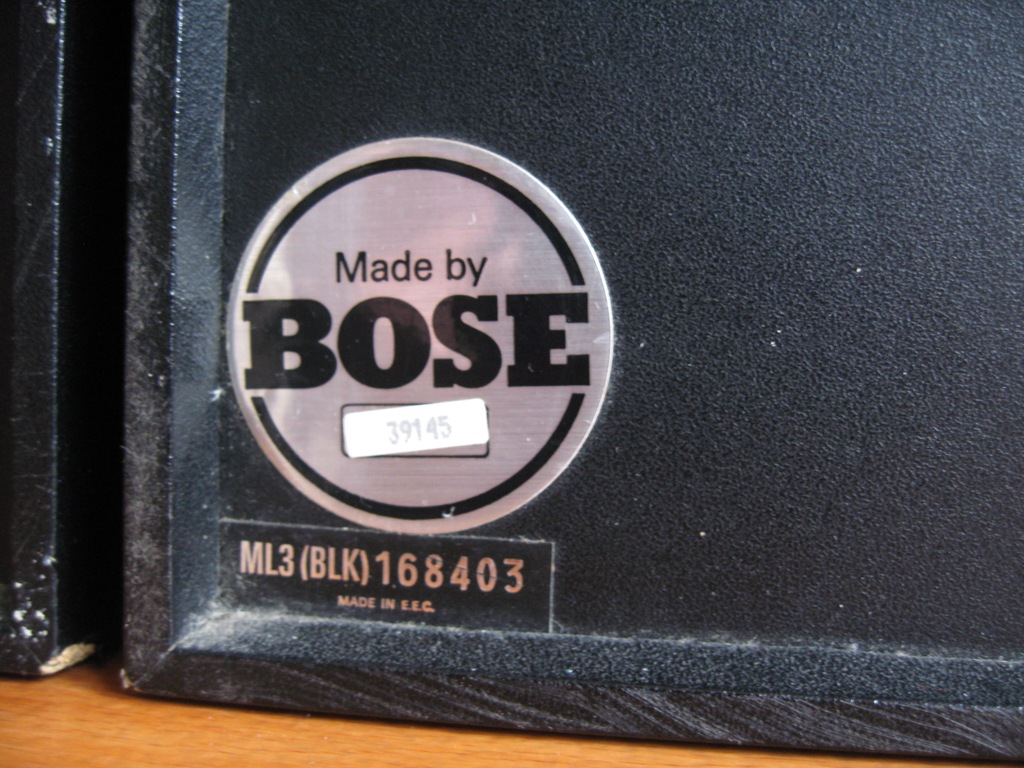 Made by
BOSE
39145
ML3 (BLK) 168403
MADE IN E.E.C.